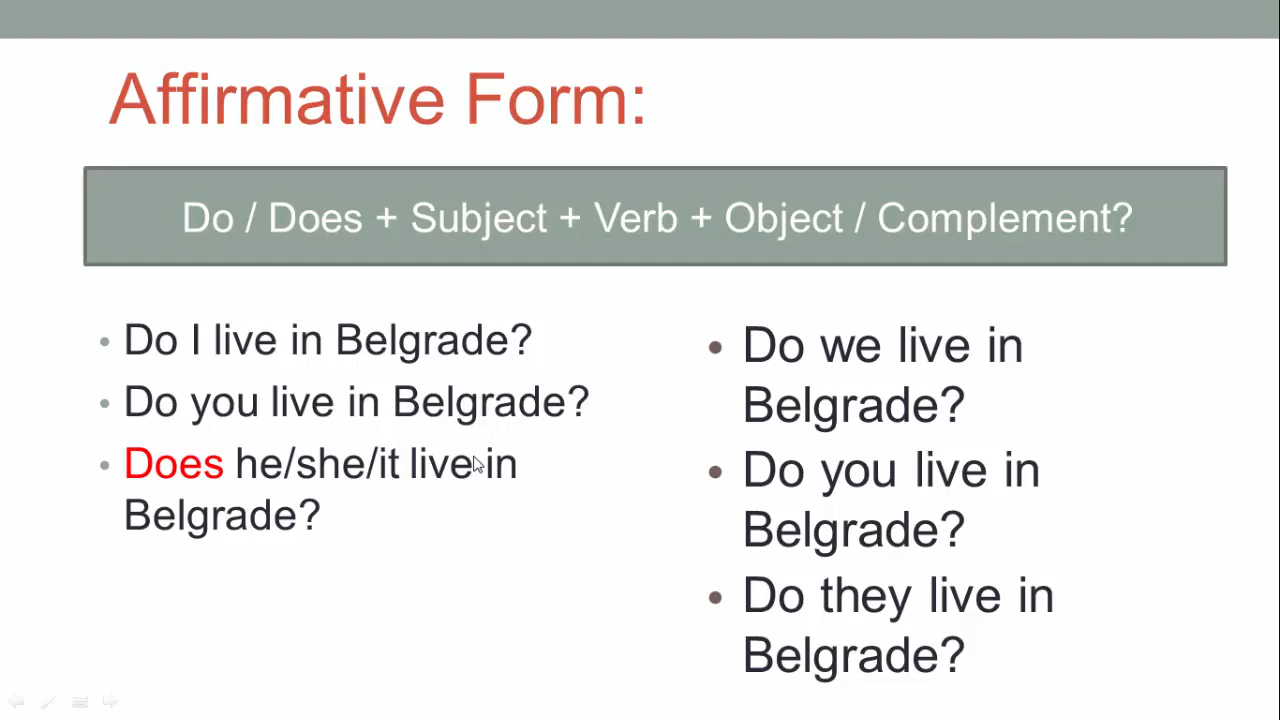 Affirmative Form:
Do / Does + Subject + Verb + Object / Complement?
• Do I live in Belgrade?
• Do you live in Belgrade?
• Does he/she/it live in
Belgrade?
• Do we live in
Belgrade?
• Do you live in
Belgrade?
• Do they live in
Belgrade?